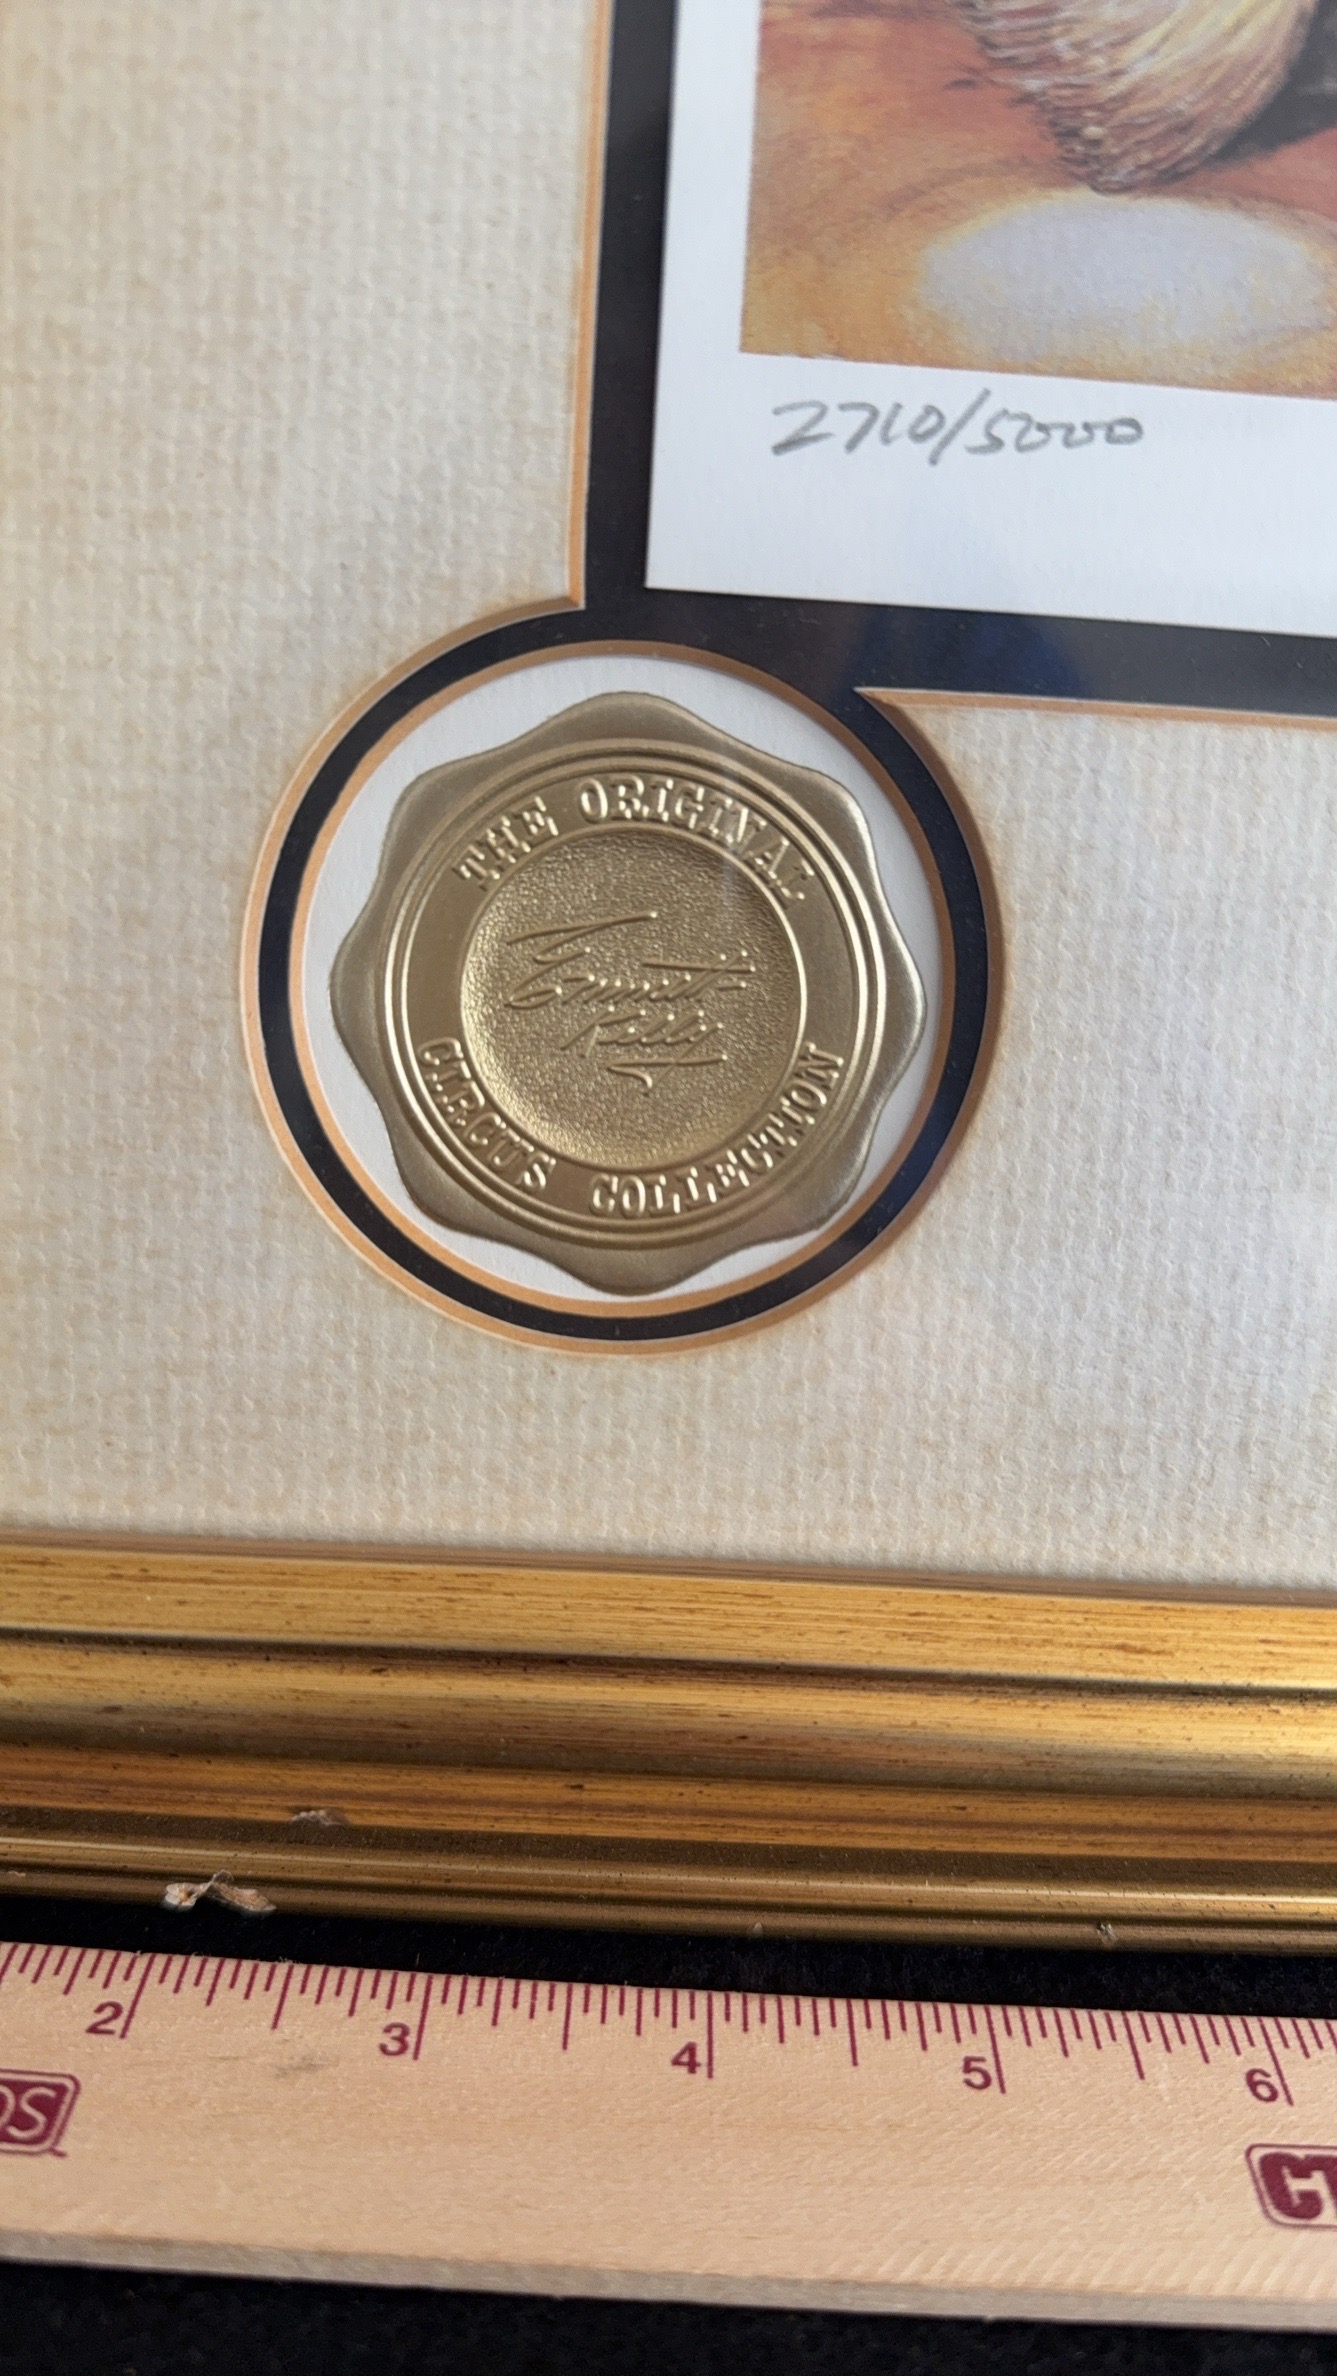 2710/5000
THE ORIGINAL
Emmett
Kelly
CIRCUS COLLECTION
2 3 4 5 6